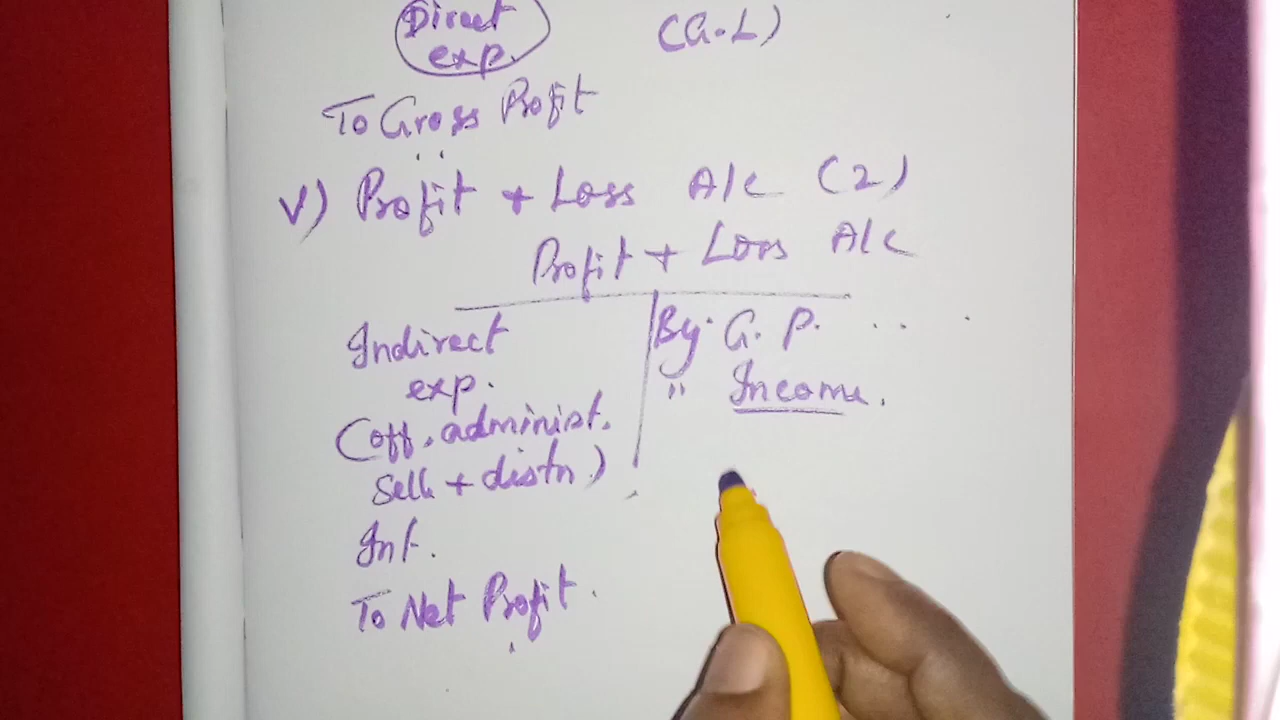 Direct
exp.
(G.L)
To Gross Profit
V) Profit + Loss A/c (2)
Profit + Loss A/c
Indirect
exp.
(off. administ.
Sell + distn)
Int.
To Net Profit.
By G. P. ..
" Income.